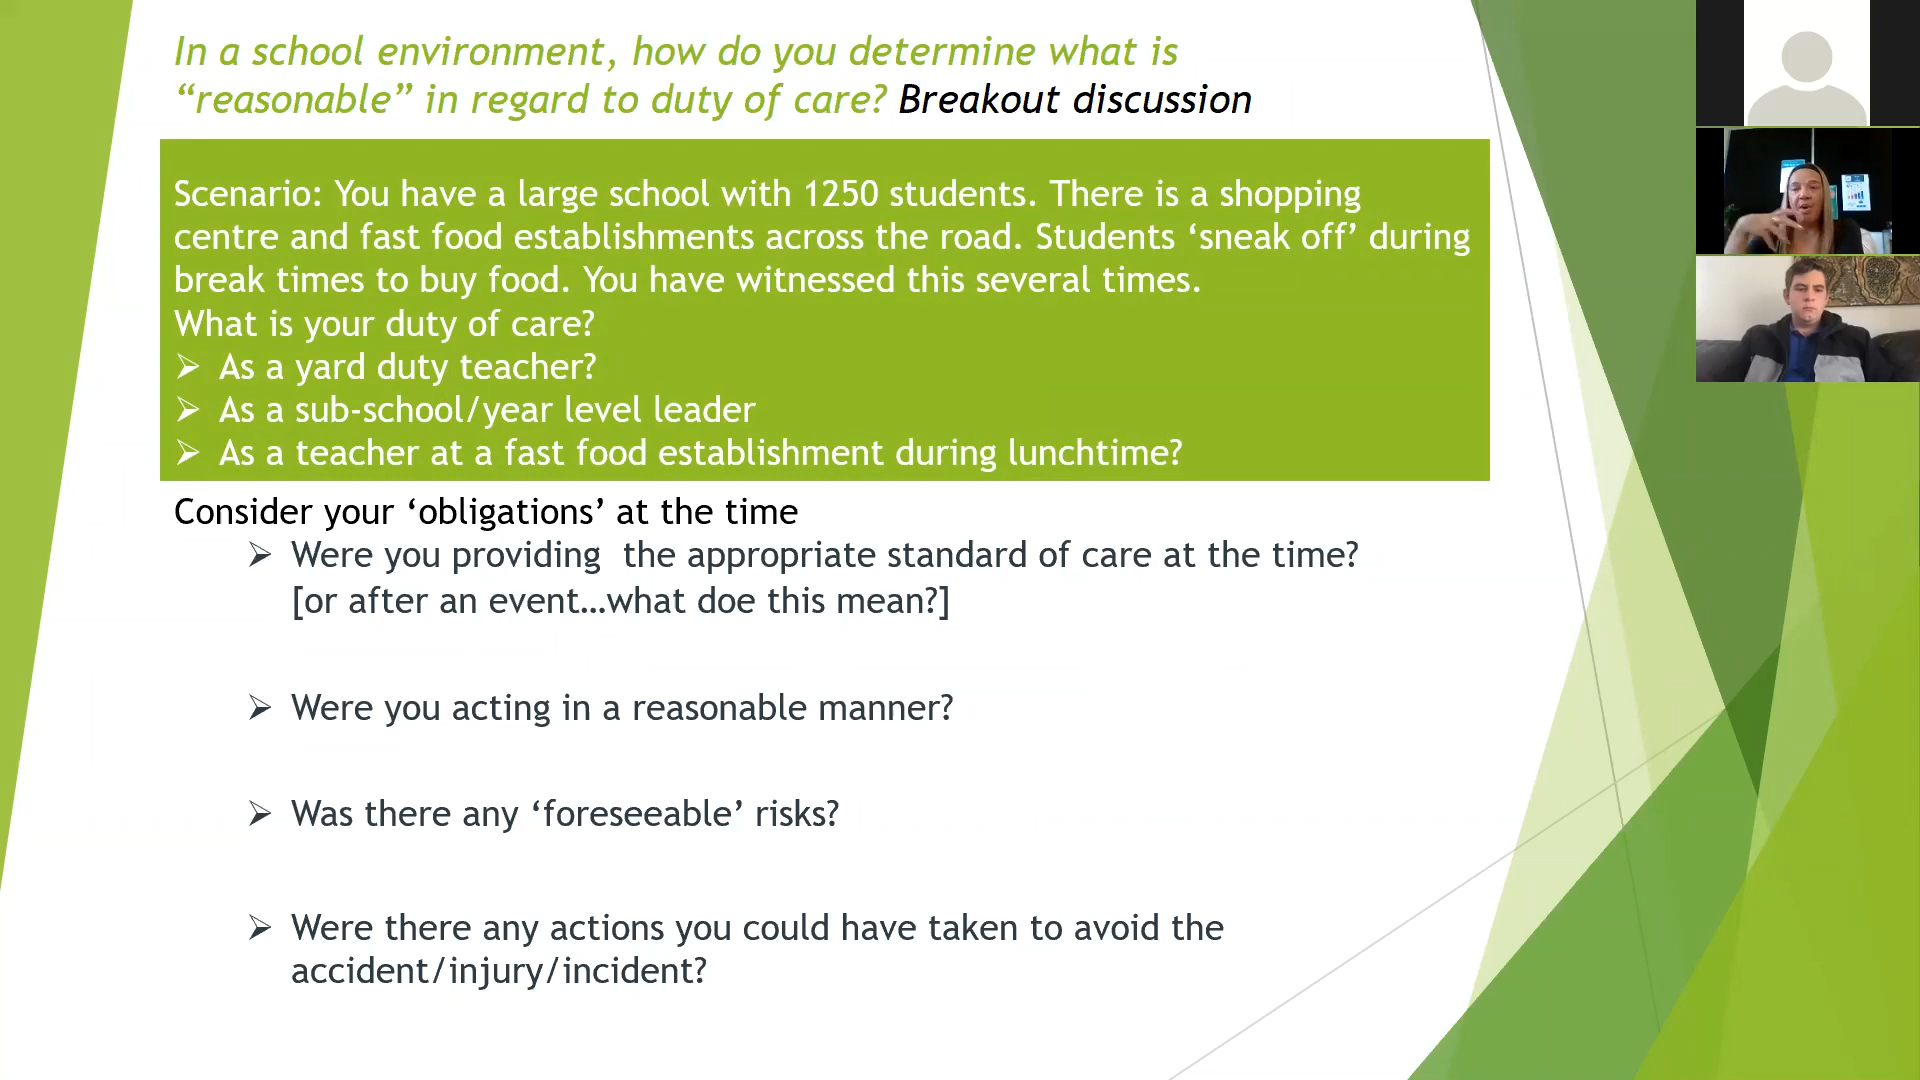 In a school environment, how do you determine what is
“reasonable” in regard to duty of care? Breakout discussion
Scenario: You have a large school with 1250 students. There is a shopping
centre and fast food establishments across the road. Students ‘sneak off’ during
break times to buy food. You have witnessed this several times.
What is your duty of care?
➢ As a yard duty teacher?
➢ As a sub-school/year level leader
➢ As a teacher at a fast food establishment during lunchtime?
Consider your ‘obligations’ at the time
➢ Were you providing  the appropriate standard of care at the time?
[or after an event…what doe this mean?]
➢ Were you acting in a reasonable manner?
➢ Was there any ‘foreseeable’ risks?
➢ Were there any actions you could have taken to avoid the
accident/injury/incident?